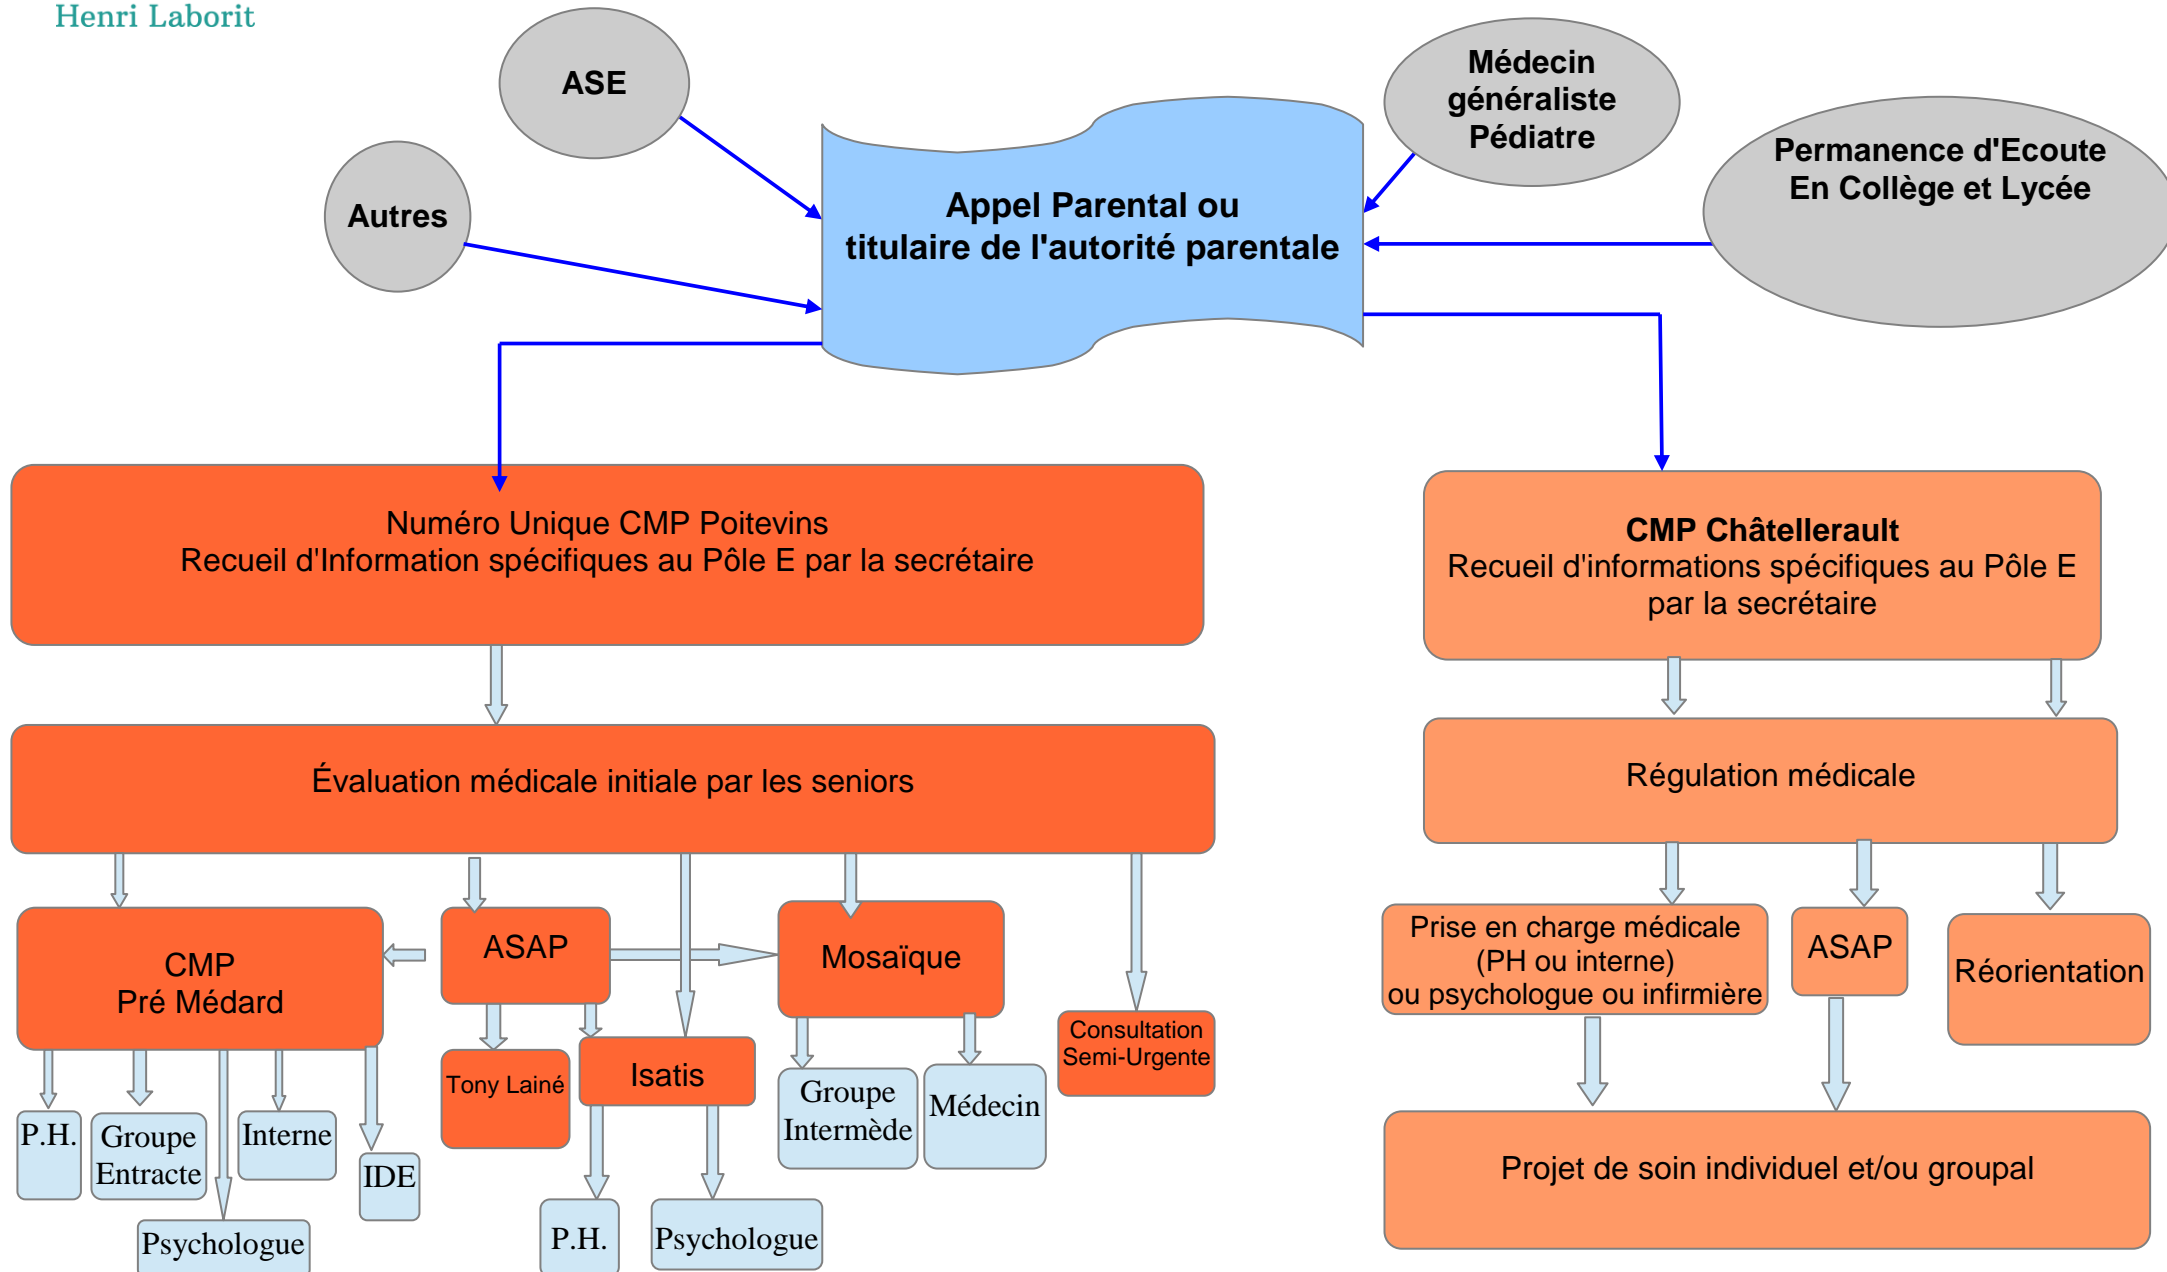 Henri Laborit
ASE
Médecin
généraliste
Pédiatre
Permanence d'Ecoute
En Collège et Lycée
Autres
Appel Parental ou
titulaire de l'autorité parentale
Numéro Unique CMP Poitevins
Recueil d'Information spécifiques au Pôle E par la secrétaire
CMP Châtellerault
Recueil d'informations spécifiques au Pôle E
par la secrétaire
Évaluation médicale initiale par les seniors
Régulation médicale
CMP
Pré Médard
ASAP
Mosaïque
Consultation
Semi-Urgente
Prise en charge médicale
(PH ou interne)
ou psychologue ou infirmière
ASAP
Réorientation
Tony Lainé
Isatis
Groupe
Intermède
Médecin
P.H.
Groupe
Entracte
Interne
IDE
Psychologue
P.H.
Psychologue
Projet de soin individuel et/ou groupal